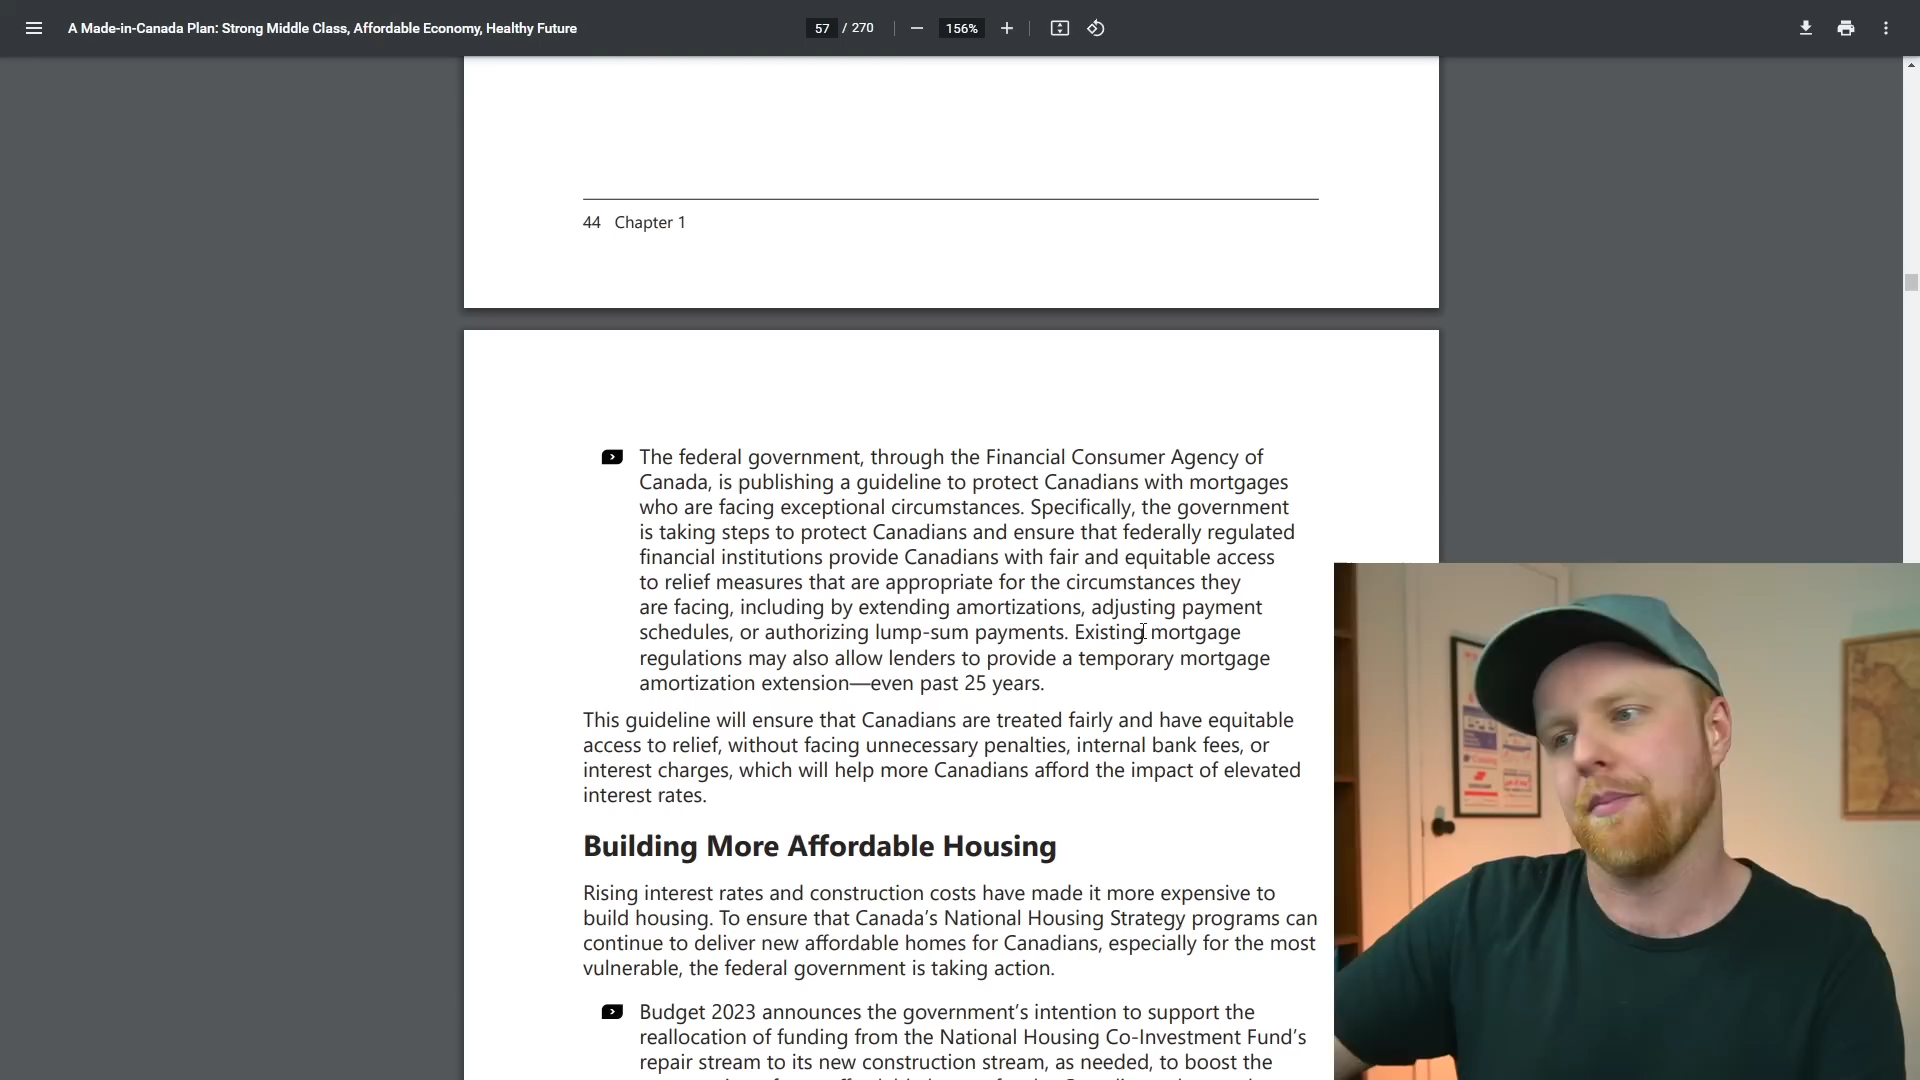 A Made-in-Canada Plan: Strong Middle Class, Affordable Economy, Healthy Future
57 / 270
156%
44 Chapter 1
The federal government, through the Financial Consumer Agency of
Canada, is publishing a guideline to protect Canadians with mortgages
who are facing exceptional circumstances. Specifically, the government
is taking steps to protect Canadians and ensure that federally regulated
financial institutions provide Canadians with fair and equitable access
to relief measures that are appropriate for the circumstances they
are facing, including by extending amortizations, adjusting payment
schedules, or authorizing lump-sum payments. Existing mortgage
regulations may also allow lenders to provide a temporary mortgage
amortization extension—even past 25 years.
This guideline will ensure that Canadians are treated fairly and have equitable
access to relief, without facing unnecessary penalties, internal bank fees, or
interest charges, which will help more Canadians afford the impact of elevated
interest rates.
Building More Affordable Housing
Rising interest rates and construction costs have made it more expensive to
build housing. To ensure that Canada’s National Housing Strategy programs can
continue to deliver new affordable homes for Canadians, especially for the most
vulnerable, the federal government is taking action.
Budget 2023 announces the government’s intention to support the
reallocation of funding from the National Housing Co-Investment Fund’s
repair stream to its new construction stream, as needed, to boost the